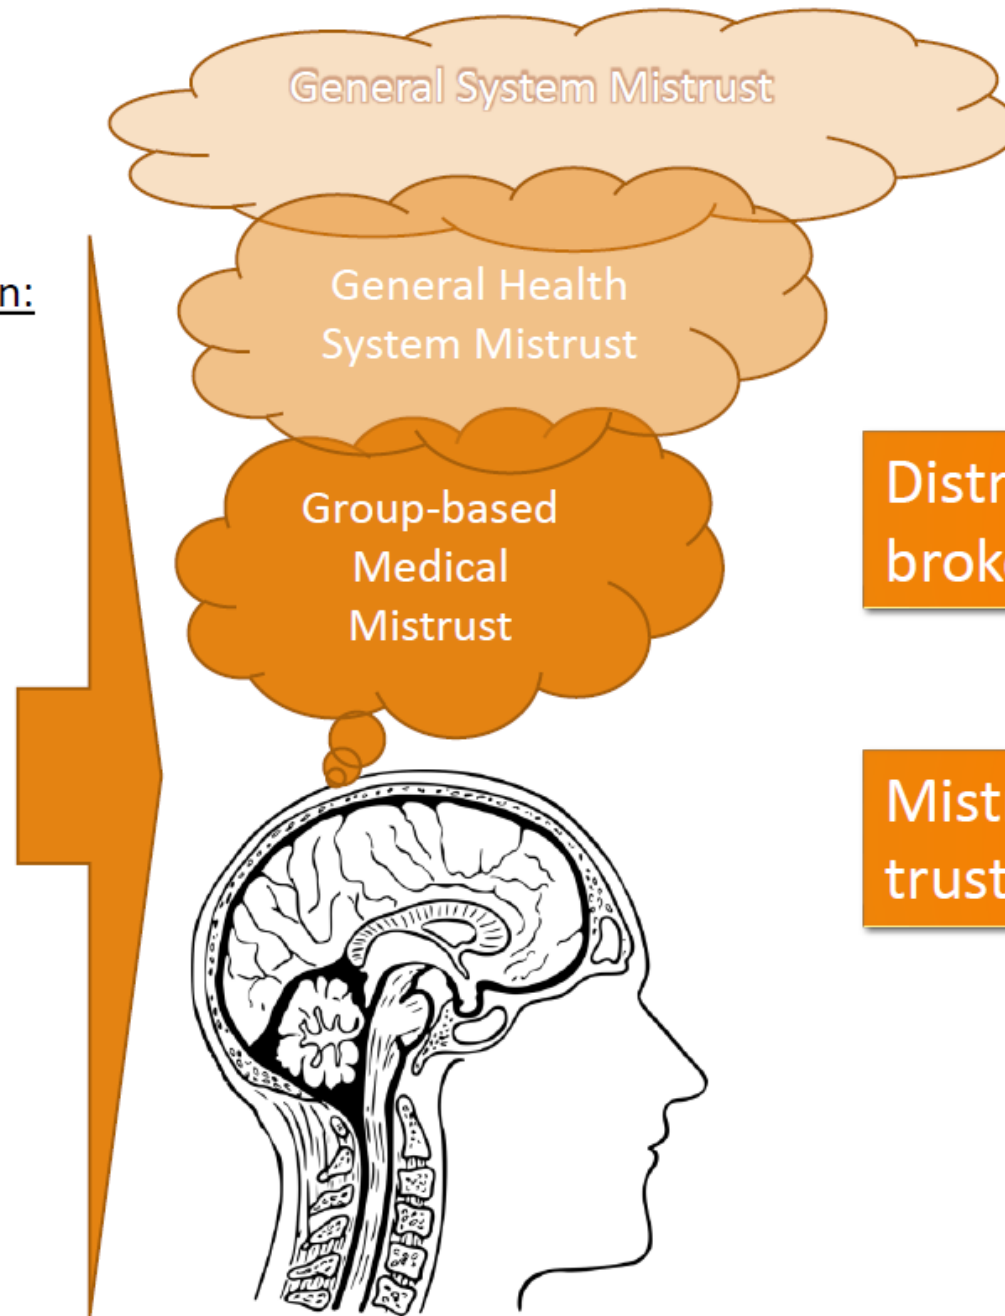 General System Mistrust
n:
General Health
System Mistrust
Group-based
Medical
Mistrust
Distr
brok
Mist
trust